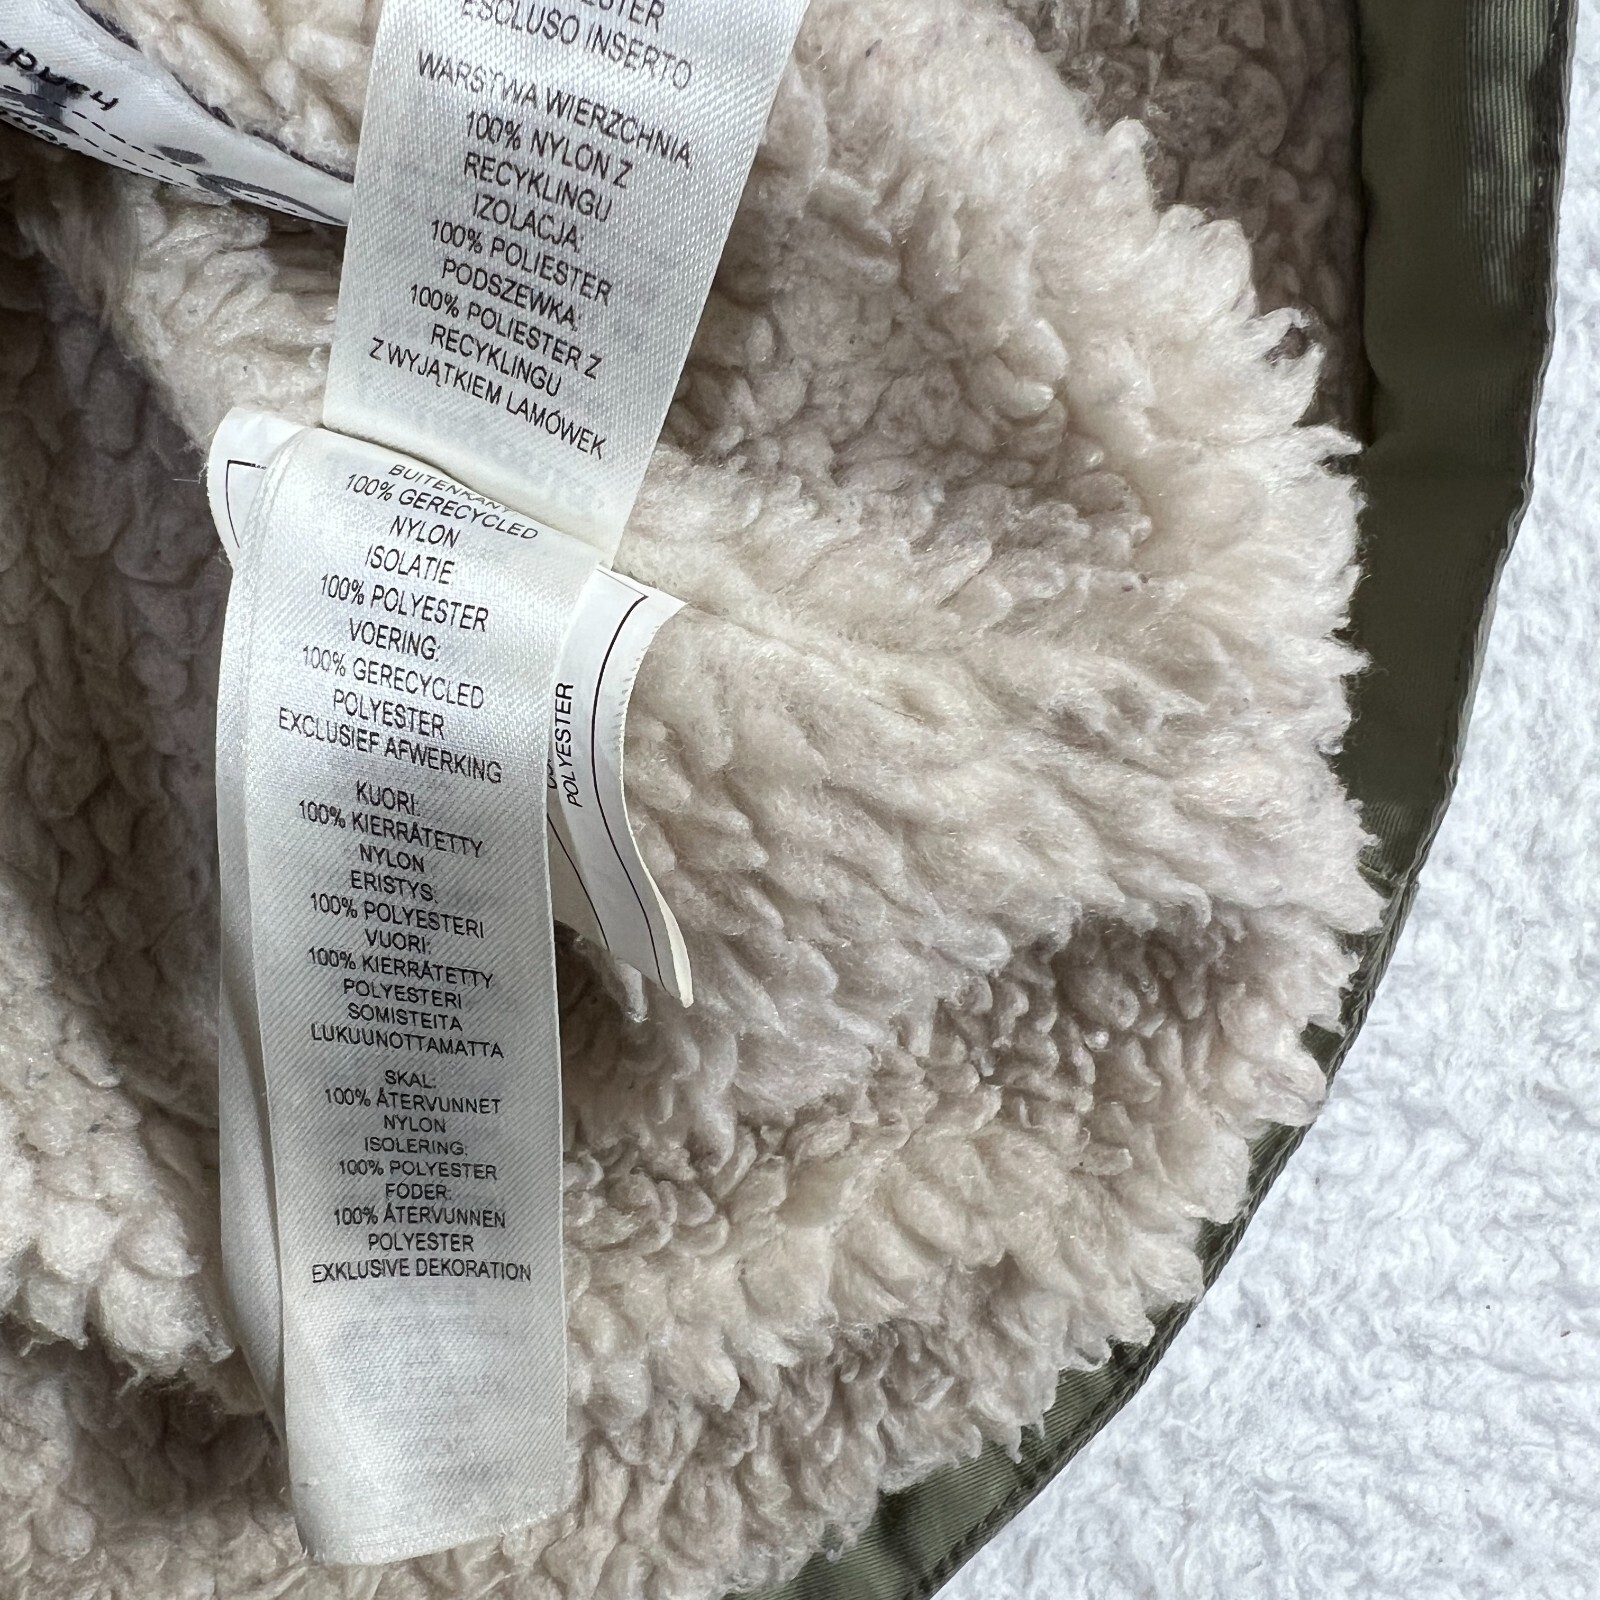 ESCLUSO INSERTO
WARSTWA WIERZCHNIA
100% NYLON Z
RECYKLINGU
IZOLACJA:
100% POLIESTER
PODSZEWKA:
100% POLIESTER Z
RECYKLINGU
Z WYJĄTKIEM LAMÓWEK
BUITENKANT
100% GERECYCLED
NYLON
ISOLATIE
100% POLYESTER
VOERING:
100% GERECYCLED
POLYESTER
EXCLUSIEF AFWERKING
KUORI:
100% KIERRÄTETTY
NYLON
ERISTYS:
100% POLYESTERI
VUORI:
100% KIERRÄTETTY
POLYESTERI
SOMISTEITA
LUKUUNOTTAMATTA
SKAL:
100% ÅTERVUNNET
NYLON
ISOLERING:
100% POLYESTER
FODER:
100% ÅTERVUNNEN
POLYESTER
EXKLUSIVE DEKORATION
POLYESTER